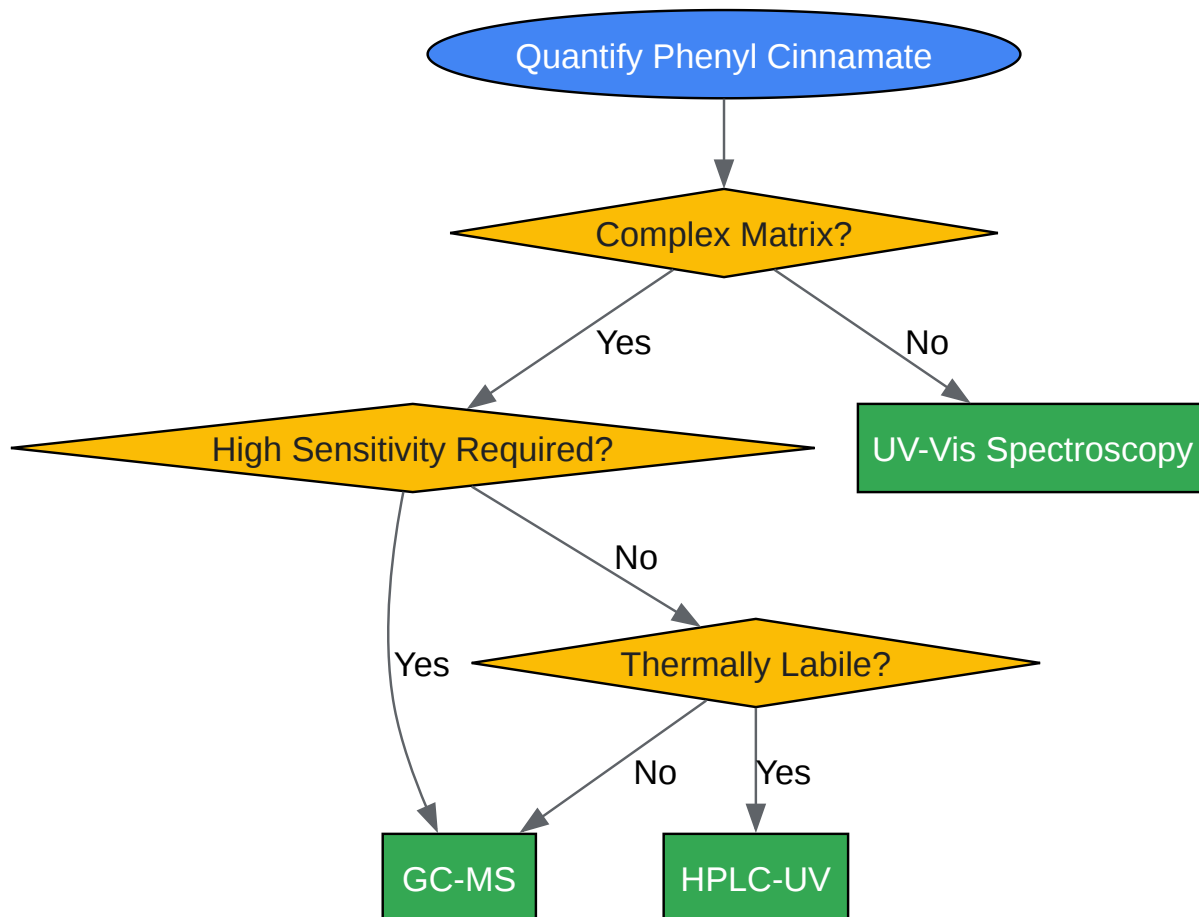 Quantify Phenyl Cinnamate
Complex Matrix?
Yes
No
High Sensitivity Required?
UV-Vis Spectroscopy
No
Yes
Thermally Labile?
No
Yes
GC-MS
HPLC-UV